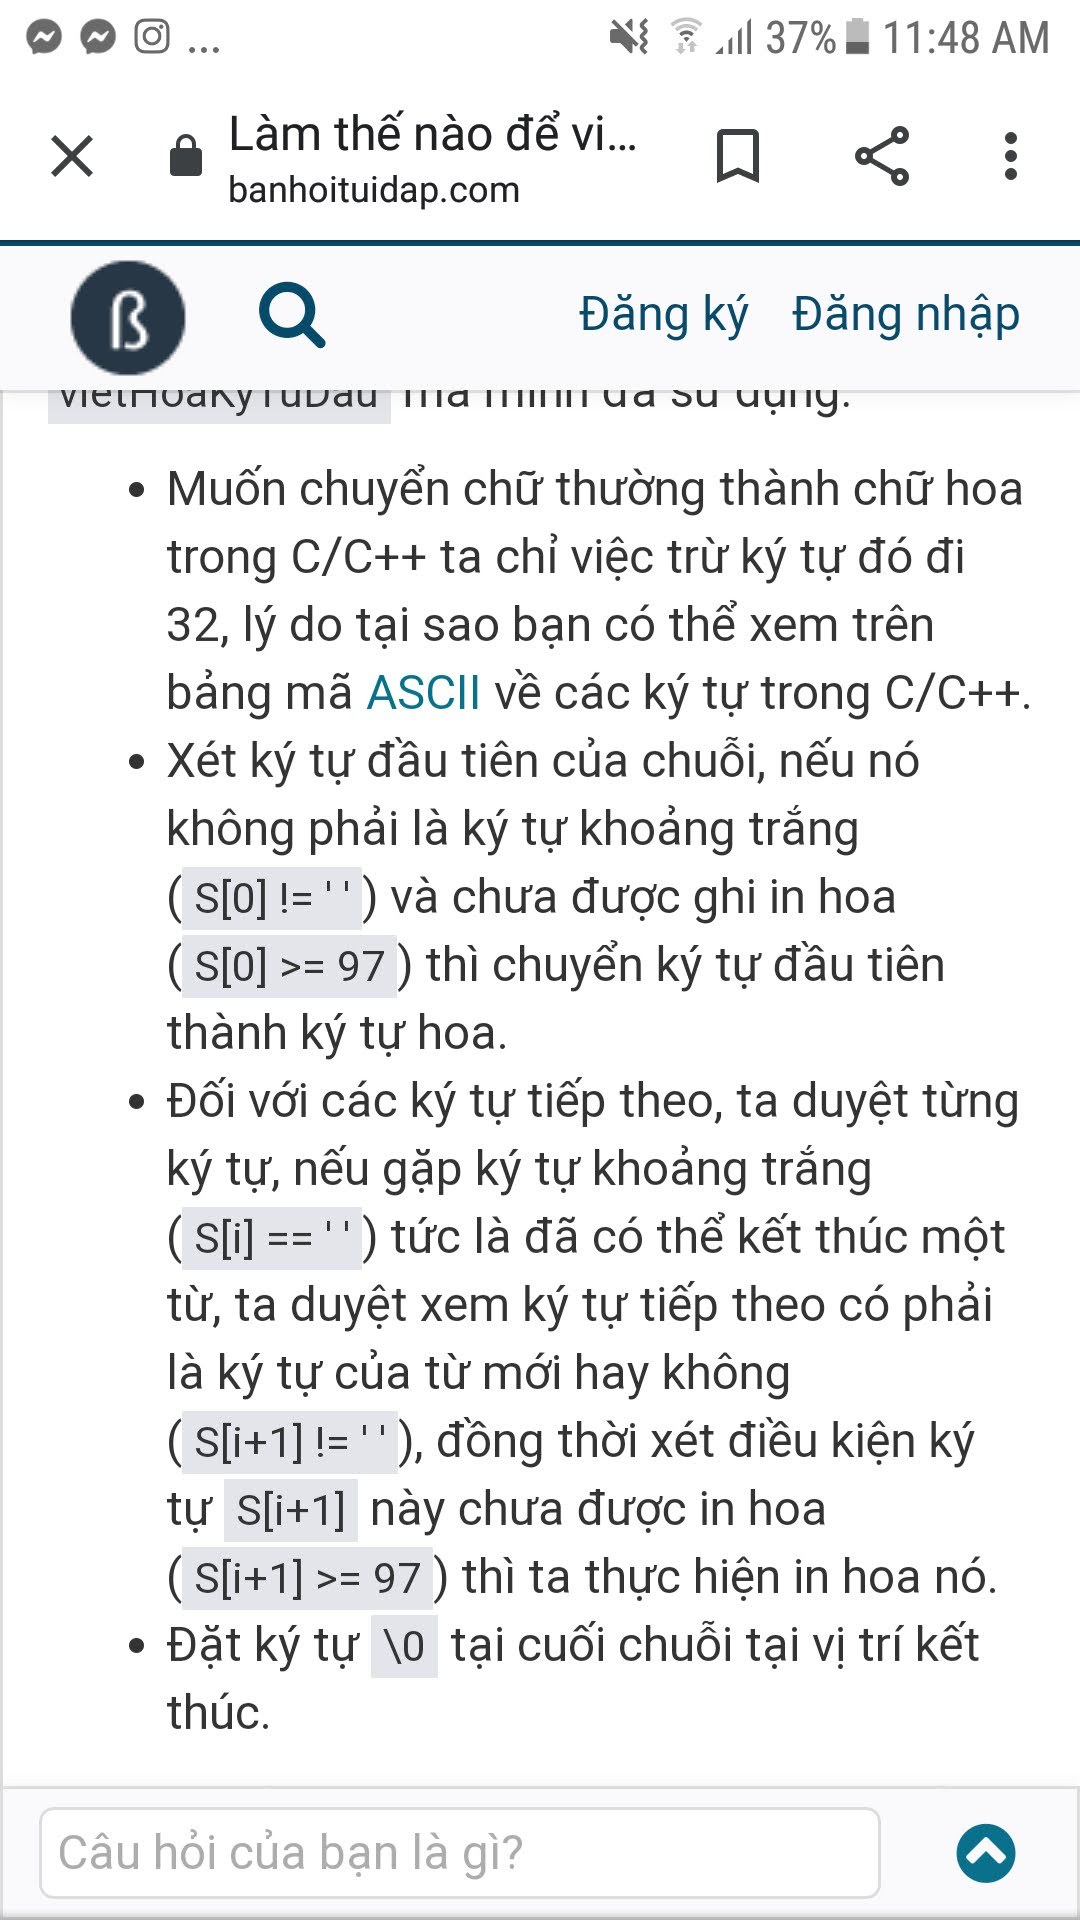 ... 37% 11:48 AM
Làm thế nào để vi...
banhoituidap.com
ß Đăng ký Đăng nhập
vietHoaKyTuDau mà mình đã sử dụng.
• Muốn chuyển chữ thường thành chữ hoa
trong C/C++ ta chỉ việc trừ ký tự đó đi
32, lý do tại sao bạn có thể xem trên
bảng mã ASCII về các ký tự trong C/C++.
• Xét ký tự đầu tiên của chuỗi, nếu nó
không phải là ký tự khoảng trắng
( S[0] != ' ' ) và chưa được ghi in hoa
( S[0] >= 97 ) thì chuyển ký tự đầu tiên
thành ký tự hoa.
• Đối với các ký tự tiếp theo, ta duyệt từng
ký tự, nếu gặp ký tự khoảng trắng
( S[i] == ' ' ) tức là đã có thể kết thúc một
từ, ta duyệt xem ký tự tiếp theo có phải
là ký tự của từ mới hay không
( S[i+1] != ' ' ), đồng thời xét điều kiện ký
tự S[i+1] này chưa được in hoa
( S[i+1] >= 97 ) thì ta thực hiện in hoa nó.
• Đặt ký tự \0 tại cuối chuỗi tại vị trí kết
thúc.
Câu hỏi của bạn là gì?